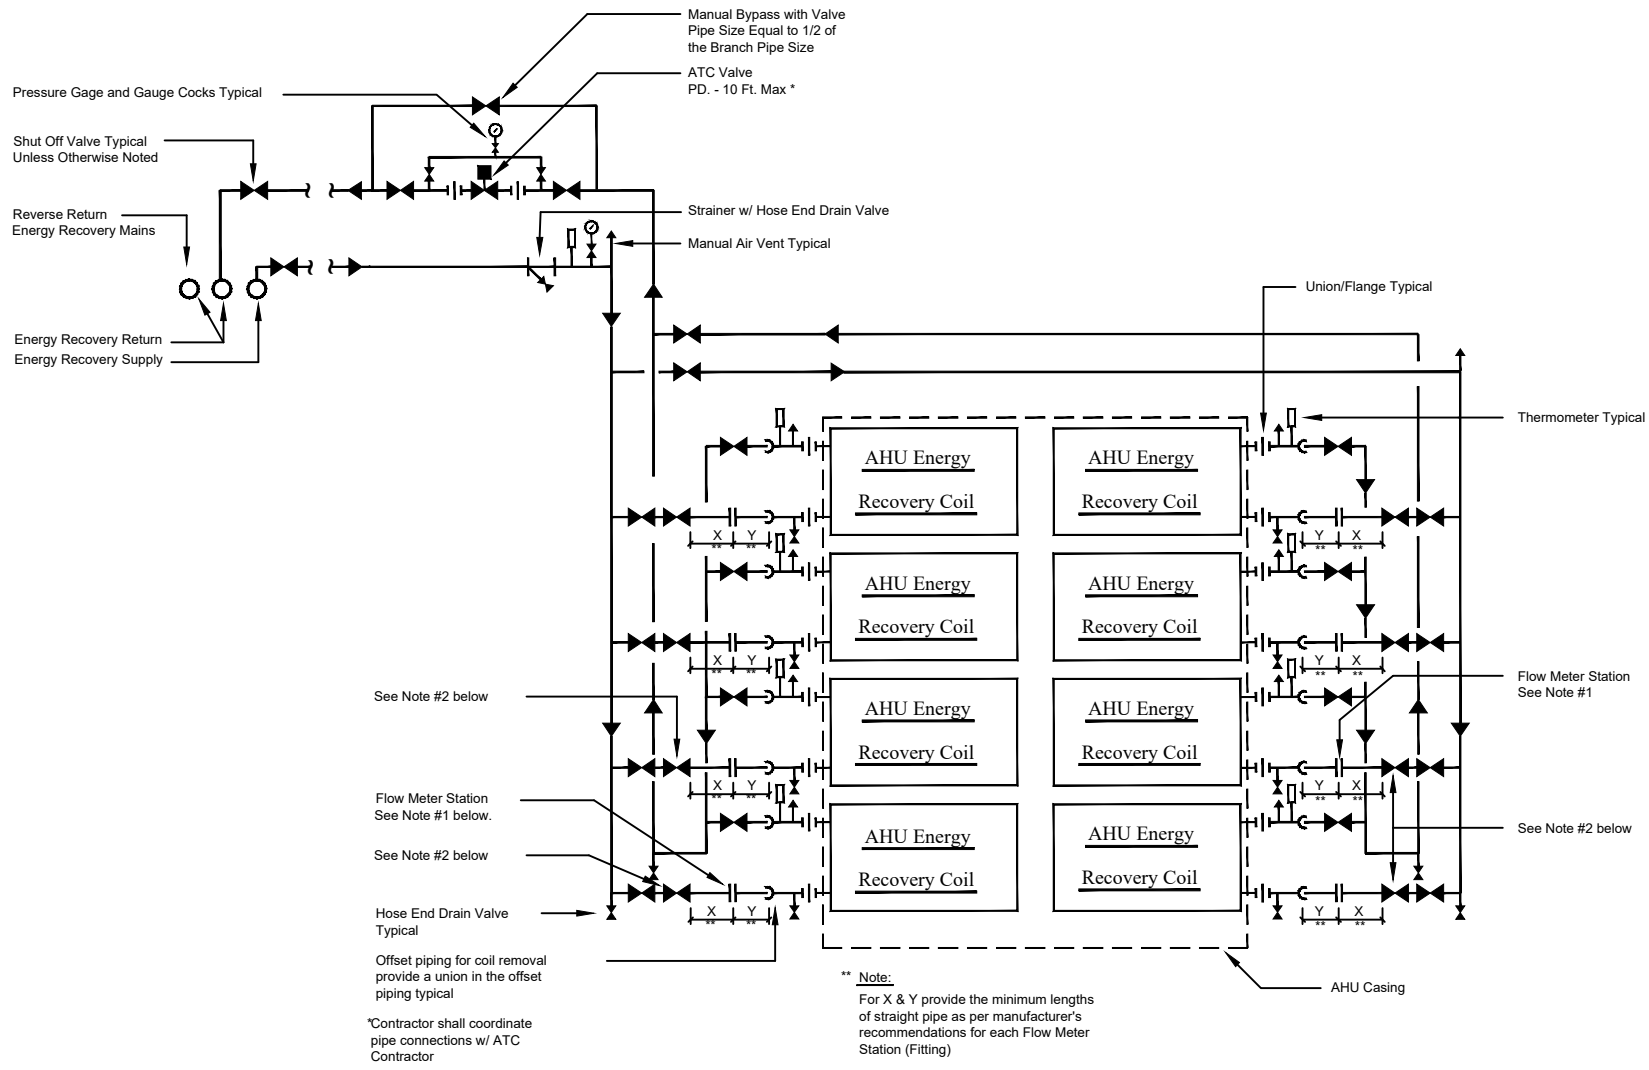 Manual Bypass with Valve
Pipe Size Equal to 1/2 of
the Branch Pipe Size
ATC Valve
PD. - 10 Ft. Max *
Pressure Gage and Gauge Cocks Typical
Shut Off Valve Typical
Unless Otherwise Noted
Reverse Return
Energy Recovery Mains
Strainer w/ Hose End Drain Valve
Manual Air Vent Typical
Energy Recovery Return
Energy Recovery Supply
Union/Flange Typical
Thermometer Typical
AHU Energy
Recovery Coil
AHU Energy
Recovery Coil
X Y
** **
Y X
** **
AHU Energy
Recovery Coil
AHU Energy
Recovery Coil
X Y
** **
Y X
** **
See Note #2 below
Flow Meter Station
See Note #1
AHU Energy
Recovery Coil
AHU Energy
Recovery Coil
X Y
** **
Y X
** **
Flow Meter Station
See Note #1 below.
See Note #2 below
See Note #2 below
AHU Energy
Recovery Coil
AHU Energy
Recovery Coil
X Y
** **
Y X
** **
Hose End Drain Valve
Typical
Offset piping for coil removal
provide a union in the offset
piping typical
*Contractor shall coordinate
pipe connections w/ ATC
Contractor
** Note:
For X & Y provide the minimum lengths
of straight pipe as per manufacturer's
recommendations for each Flow Meter
Station (Fitting)
AHU Casing